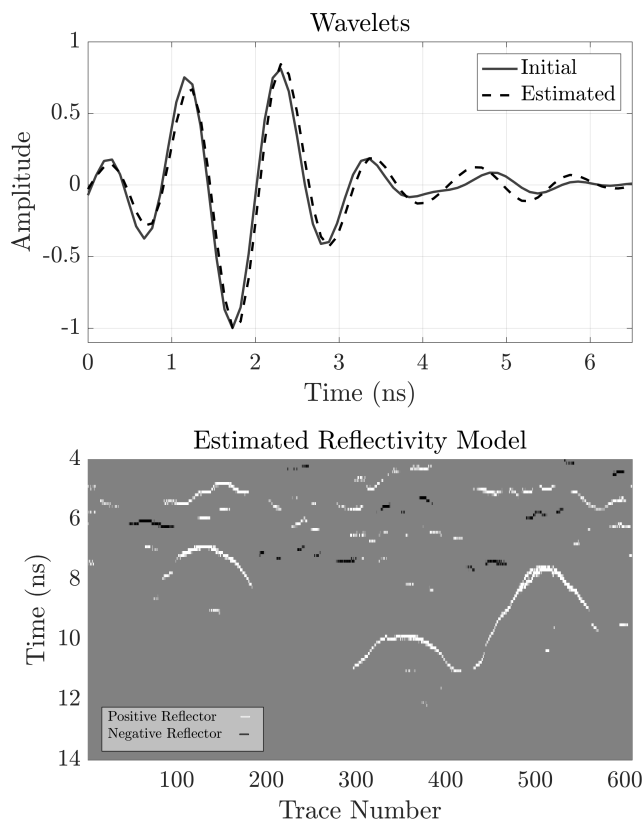 Wavelets
1
0.5
0
-0.5
-1
Amplitude
Initial
Estimated
0 1 2 3 4 5 6
Time (ns)
Estimated Reflectivity Model
4
6
8
10
12
14
Time (ns)
Positive Reflector
Negative Reflector
100 200 300 400 500 600
Trace Number